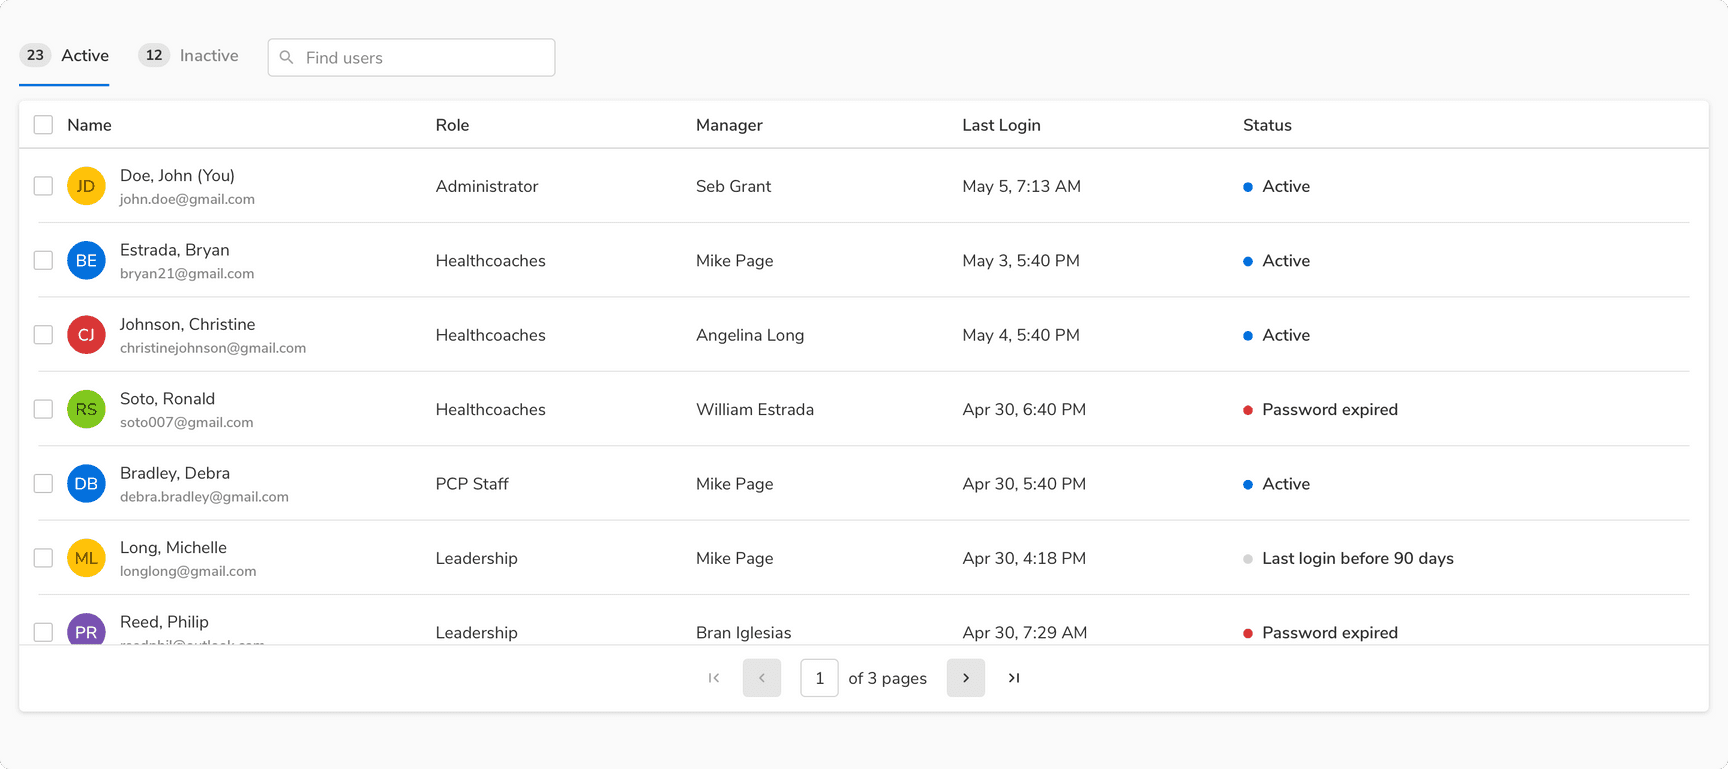 23 Active 12 Inactive Find users
Name Role Manager Last Login Status
JD Doe, John (You) Administrator Seb Grant May 5, 7:13 AM Active
john.doe@gmail.com
BE Estrada, Bryan Healthcoaches Mike Page May 3, 5:40 PM Active
bryan21@gmail.com
CJ Johnson, Christine Healthcoaches Angelina Long May 4, 5:40 PM Active
christinejohnson@gmail.com
RS Soto, Ronald Healthcoaches William Estrada Apr 30, 6:40 PM Password expired
soto007@gmail.com
DB Bradley, Debra PCP Staff Mike Page Apr 30, 5:40 PM Active
debra.bradley@gmail.com
ML Long, Michelle Leadership Mike Page Apr 30, 4:18 PM Last login before 90 days
longlong@gmail.com
PR Reed, Philip Leadership Bran Iglesias Apr 30, 7:29 AM Password expired
1 of 3 pages